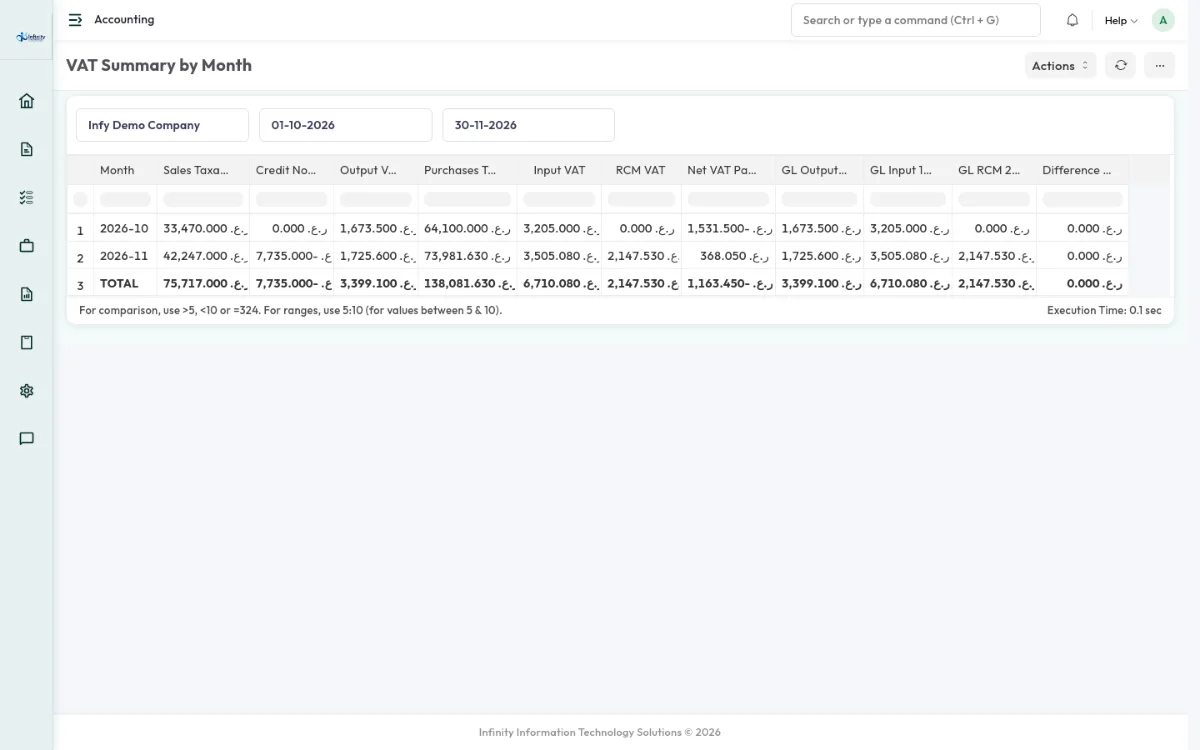 Infinity
Accounting
Search or type a command (Ctrl + G)
Help
A
VAT Summary by Month
Actions
Infy Demo Company
01-10-2026
30-11-2026
Month Sales Taxa... Credit No... Output V... Purchases T... Input VAT RCM VAT Net VAT Pa... GL Output... GL Input 1... GL RCM 2... Difference ...
1 2026-10 33,470.000 ر.ع. 0.000 ر.ع. 1,673.500 ر.ع. 64,100.000 ر.ع. 3,205.000 ر.ع. 0.000 ر.ع. 1,531.500- ر.ع. 1,673.500 ر.ع. 3,205.000 ر.ع. 0.000 ر.ع. 0.000 ر.ع.
2 2026-11 42,247.000 ر.ع. 7,735.000- ر.ع. 1,725.600 ر.ع. 73,981.630 ر.ع. 3,505.080 ر.ع. 2,147.530 ر.ع. 368.050 ر.ع. 1,725.600 ر.ع. 3,505.080 ر.ع. 2,147.530 ر.ع. 0.000 ر.ع.
3 TOTAL 75,717.000 ر.ع. 7,735.000- ر.ع. 3,399.100 ر.ع. 138,081.630 ر.ع. 6,710.080 ر.ع. 2,147.530 ر.ع. 1,163.450- ر.ع. 3,399.100 ر.ع. 6,710.080 ر.ع. 2,147.530 ر.ع. 0.000 ر.ع.
For comparison, use >5, <10 or =324. For ranges, use 5:10 (for values between 5 & 10).
Execution Time: 0.1 sec
Infinity Information Technology Solutions © 2026